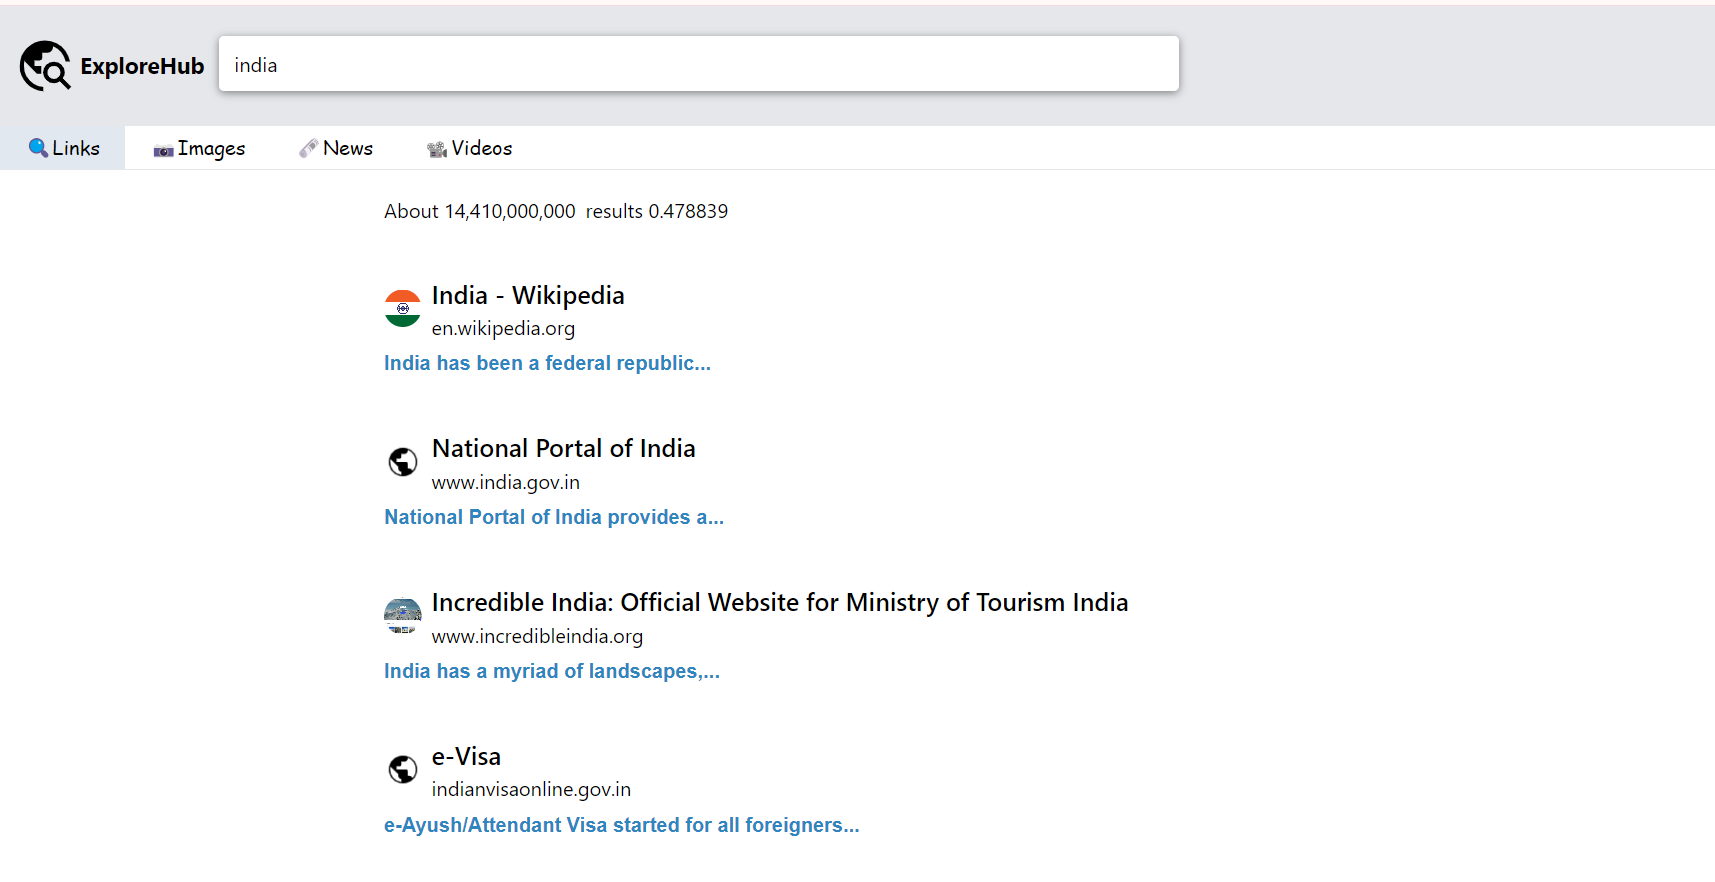 ExploreHub
india
Links Images News Videos
About 14,410,000,000 results 0.478839
India - Wikipedia
en.wikipedia.org
India has been a federal republic...
National Portal of India
www.india.gov.in
National Portal of India provides a...
Incredible India: Official Website for Ministry of Tourism India
www.incredibleindia.org
India has a myriad of landscapes,...
e-Visa
indianvisaonline.gov.in
e-Ayush/Attendant Visa started for all foreigners...